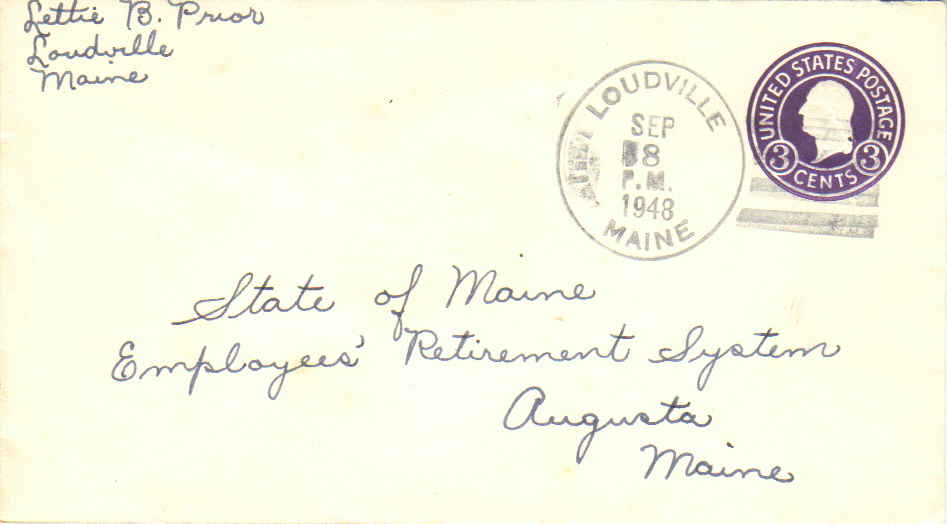 Lettie B. Prior
Loudville
Maine
LOUDVILLE
SEP
8
P.M.
1948
MAINE
UNITED STATES POSTAGE
3 CENTS 3
State of Maine
Employees' Retirement System
Augusta
Maine